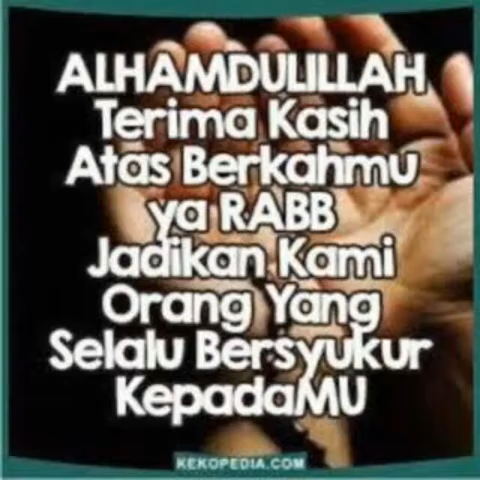 ALHAMDULILLAH
Terima Kasih
Atas Berkahmu
ya RABB
Jadikan Kami
Orang Yang
Selalu Bersyukur
KepadaMU
KEKOPEDIA.COM